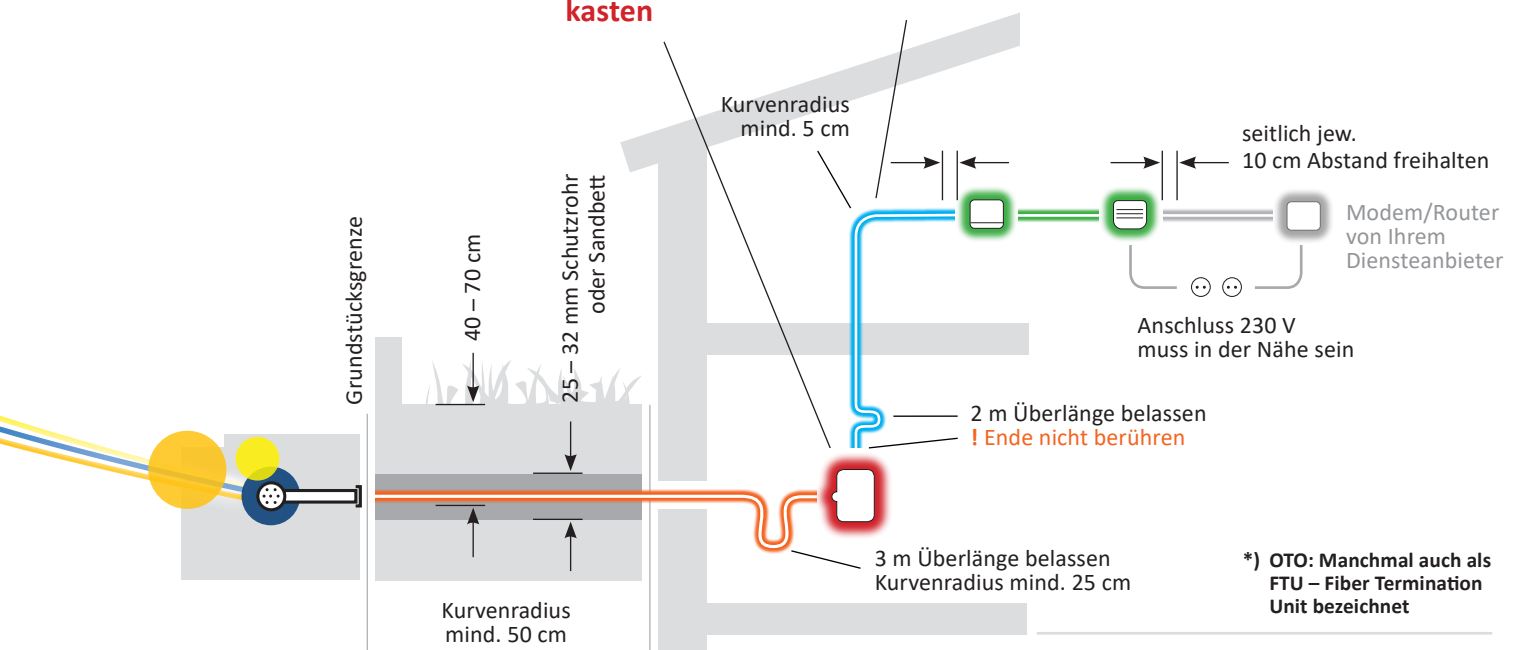 kasten
Kurvenradius
mind. 5 cm
seitlich jew.
10 cm Abstand freihalten
Modem/Router
von Ihrem
Diensteanbieter
Anschluss 230 V
muss in der Nähe sein
Grundstücksgrenze
40 – 70 cm
25 – 32 mm Schutzrohr
oder Sandbett
2 m Überlänge belassen
! Ende nicht berühren
3 m Überlänge belassen
Kurvenradius mind. 25 cm
Kurvenradius
mind. 50 cm
*) OTO: Manchmal auch als
FTU – Fiber Termination
Unit bezeichnet